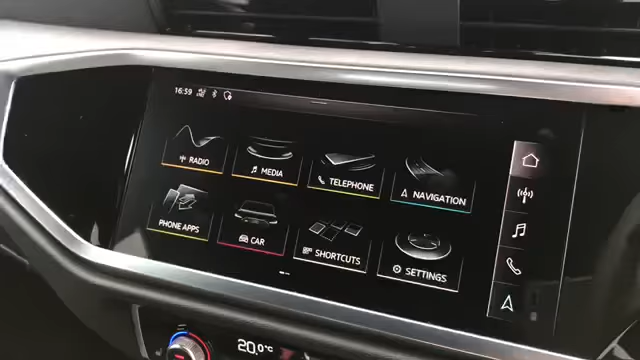 16:59
RADIO
MEDIA
TELEPHONE
NAVIGATION
PHONE APPS
CAR
SHORTCUTS
SETTINGS
20.0°C